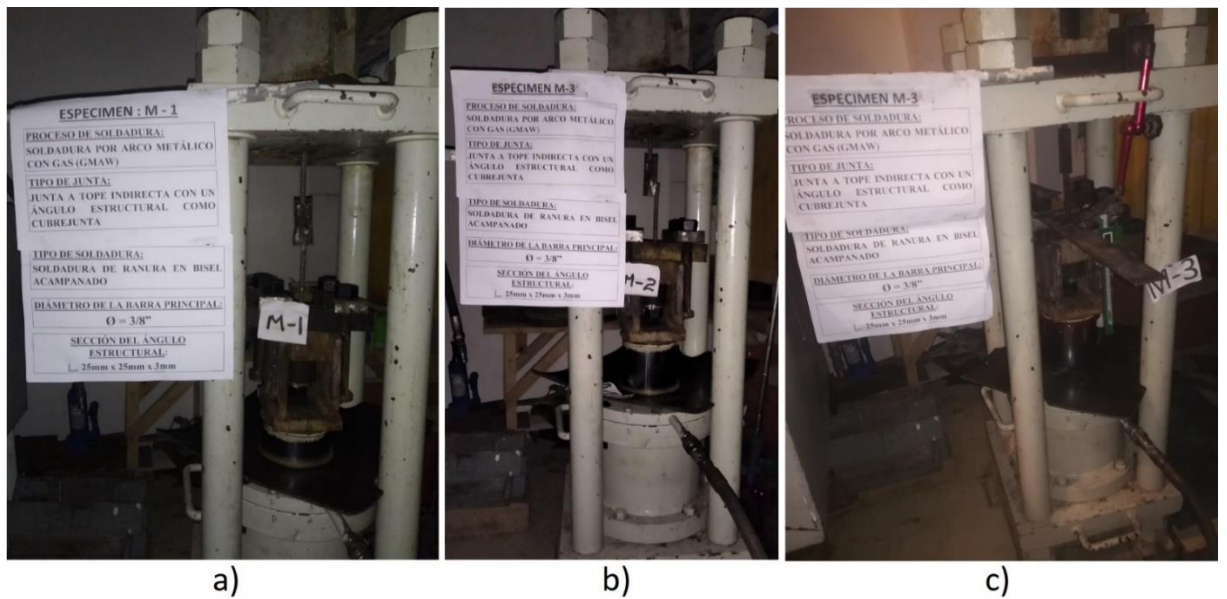 ESPECIMEN : M - 1
PROCESO DE SOLDADURA:
SOLDADURA POR ARCO METÁLICO
CON GAS (GMAW)
TIPO DE JUNTA:
JUNTA A TOPE INDIRECTA CON UN
ÁNGULO ESTRUCTURAL COMO
CUBREJUNTA
TIPO DE SOLDADURA:
SOLDADURA DE RANURA EN BISEL
ACAMPANADO
DIÁMETRO DE LA BARRA PRINCIPAL:
Ø = 3/8"
SECCIÓN DEL ÁNGULO
ESTRUCTURAL:
L 25mm x 25mm x 3mm
M-1
a)
ESPECIMEN M-3
PROCESO DE SOLDADURA:
SOLDADURA POR ARCO METÁLICO
CON GAS (GMAW)
TIPO DE JUNTA:
JUNTA A TOPE INDIRECTA CON UN
ÁNGULO ESTRUCTURAL COMO
CUBREJUNTA
TIPO DE SOLDADURA:
SOLDADURA DE RANURA EN BISEL
ACAMPANADO
DIÁMETRO DE LA BARRA PRINCIPAL:
Ø = 3/8"
SECCIÓN DEL ÁNGULO
ESTRUCTURAL:
L 25mm x 25mm x 3mm
M-2
b)
ESPECIMEN M-3
PROCESO DE SOLDADURA:
SOLDADURA POR ARCO METÁLICO
CON GAS (GMAW)
TIPO DE JUNTA:
JUNTA A TOPE INDIRECTA CON UN
ÁNGULO ESTRUCTURAL COMO
CUBREJUNTA
TIPO DE SOLDADURA:
SOLDADURA DE RANURA EN BISEL
ACAMPANADO
DIÁMETRO DE LA BARRA PRINCIPAL:
Ø = 3/8"
SECCIÓN DEL ÁNGULO
ESTRUCTURAL:
L 25mm x 25mm x 3mm
M-3
c)